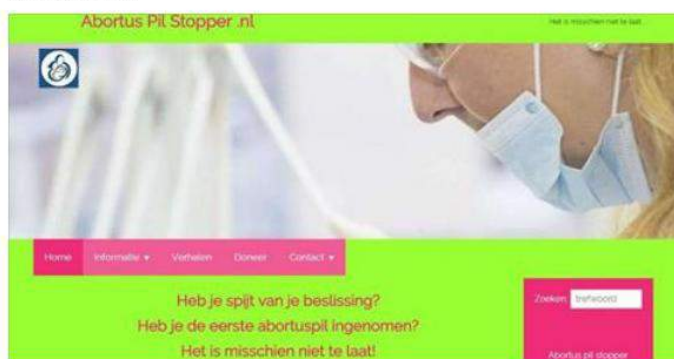 Abortus Pil Stopper .nl
Het is misschien niet te laat...
Home Informatie ▾ Verhalen Doneer Contact ▾
Heb je spijt van je beslissing?
Heb je de eerste abortuspil ingenomen?
Het is misschien niet te laat!
Zoeken trefwoord
Abortus pil stopper